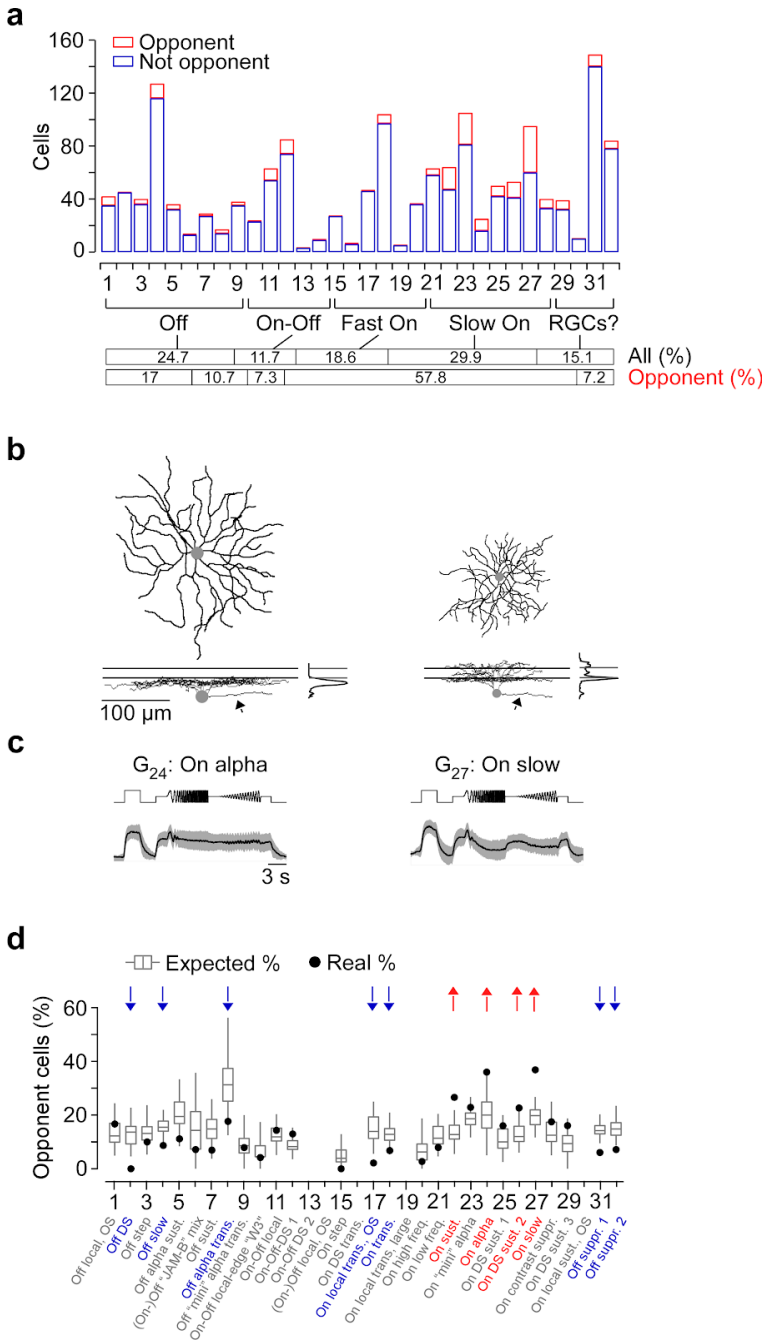 a
160
120
80
40
0
Cells
Opponent
Not opponent
1 3 5 7 9 11 13 15 17 19 21 23 25 27 29 31
Off On-Off Fast On Slow On RGCs?
24.7 11.7 18.6 29.9 15.1 All (%)
17 10.7 7.3 57.8 7.2 Opponent (%)
b
100 µm
c
G24: On alpha G27: On slow
3 s
d
Expected % Real %
60
40
20
0
Opponent cells (%)
1 3 5 7 9 11 13 15 17 19 21 23 25 27 29 31
Off local, OS
Off DS
Off step
Off slow
Off alpha sust.
(On-)Off "JAM-B" mix
Off sust.
Off alpha trans.
Off "mini" alpha trans.
On-Off local-edge "W3"
On-Off local
On-Off-DS 1
On-Off DS 2
(On-)Off local, OS
On step
On DS trans.
On local trans., OS
On trans.
On local trans, large
On high freq.
On low freq.
On sust.
On "mini" alpha
On alpha
On DS sust. 1
On DS sust. 2
On slow
On contrast suppr.
On DS sust. 3
On local sust., OS
Off suppr. 1
Off suppr. 2